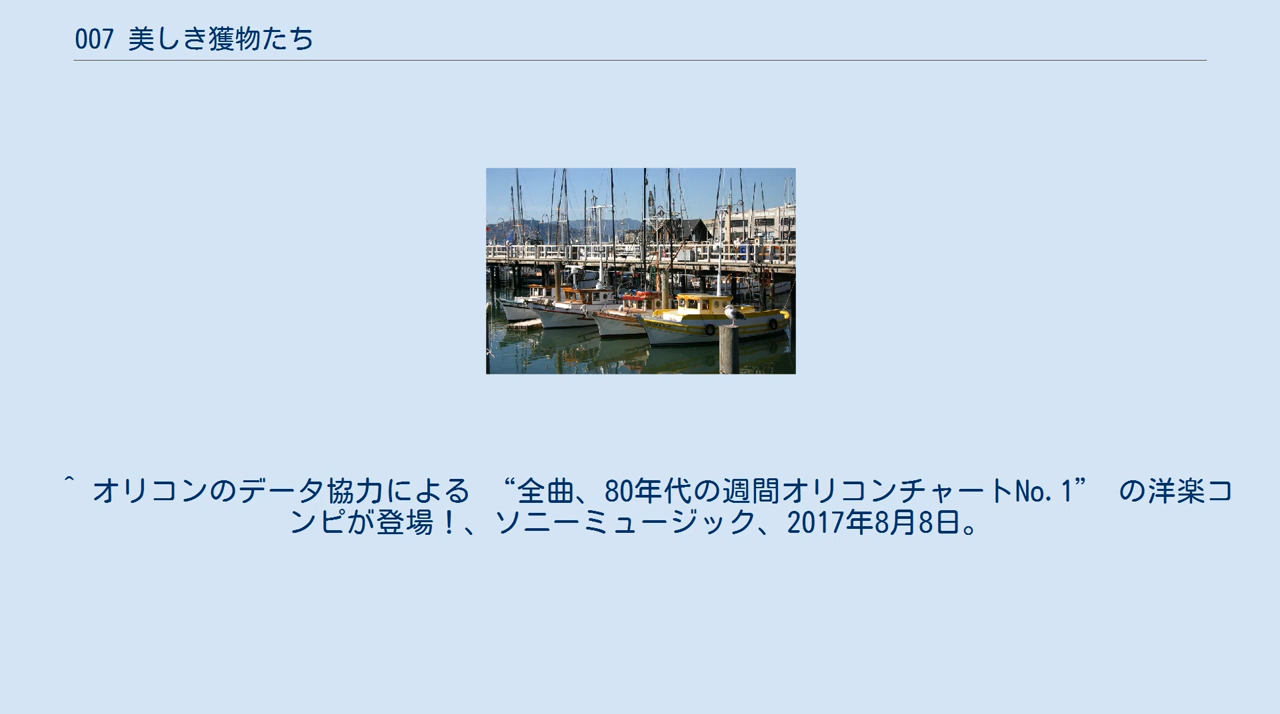 007 美しき獲物たち
^ オリコンのデータ協力による “全曲、80年代の週間オリコンチャートNo.1” の洋楽コ
ンピが登場！、ソニーミュージック、2017年8月8日。